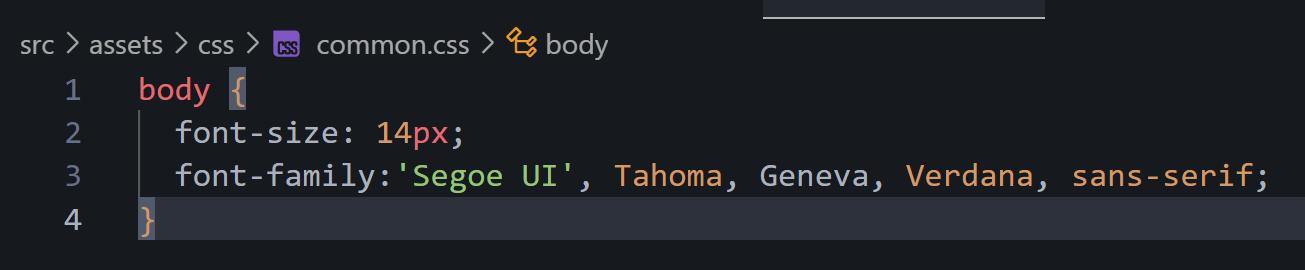 src > assets > css > CSS common.css > body
1 body {
2   font-size: 14px;
3   font-family:'Segoe UI', Tahoma, Geneva, Verdana, sans-serif;
4 }